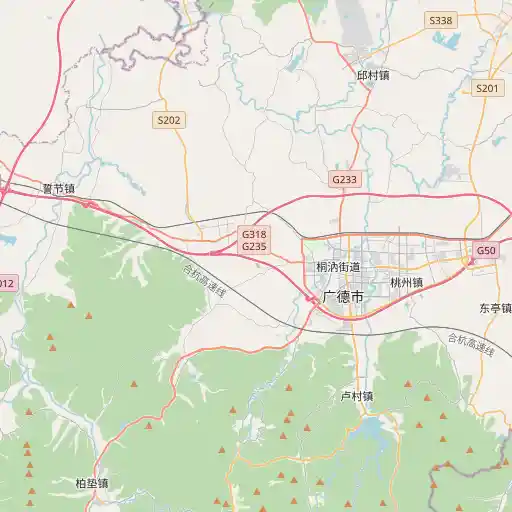 S338
邱村镇
S201
S202
G233
誓节镇
G318
G235
G50
桐汭街道
合杭高速线
012
桃州镇
广德市
东亭镇
合杭高速线
卢村镇
柏垫镇